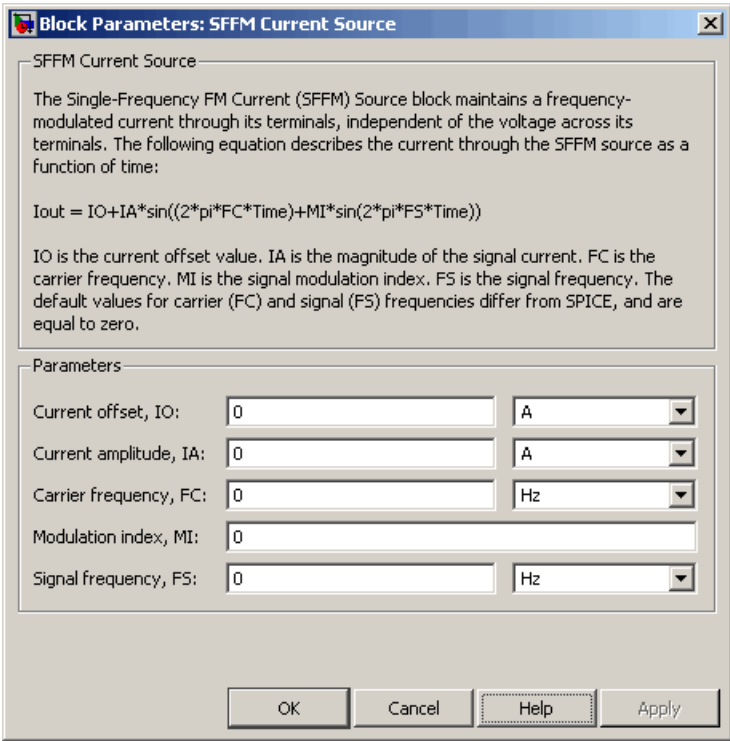 Block Parameters: SFFM Current Source
SFFM Current Source
The Single-Frequency FM Current (SFFM) Source block maintains a frequency-
modulated current through its terminals, independent of the voltage across its
terminals. The following equation describes the current through the SFFM source as a
function of time:
Iout = IO+IA*sin((2*pi*FC*Time)+MI*sin(2*pi*FS*Time))
IO is the current offset value. IA is the magnitude of the signal current. FC is the
carrier frequency. MI is the signal modulation index. FS is the signal frequency. The
default values for carrier (FC) and signal (FS) frequencies differ from SPICE, and are
equal to zero.
Parameters
Current offset, IO: 0 A
Current amplitude, IA: 0 A
Carrier frequency, FC: 0 Hz
Modulation index, MI: 0
Signal frequency, FS: 0 Hz
OK Cancel Help Apply